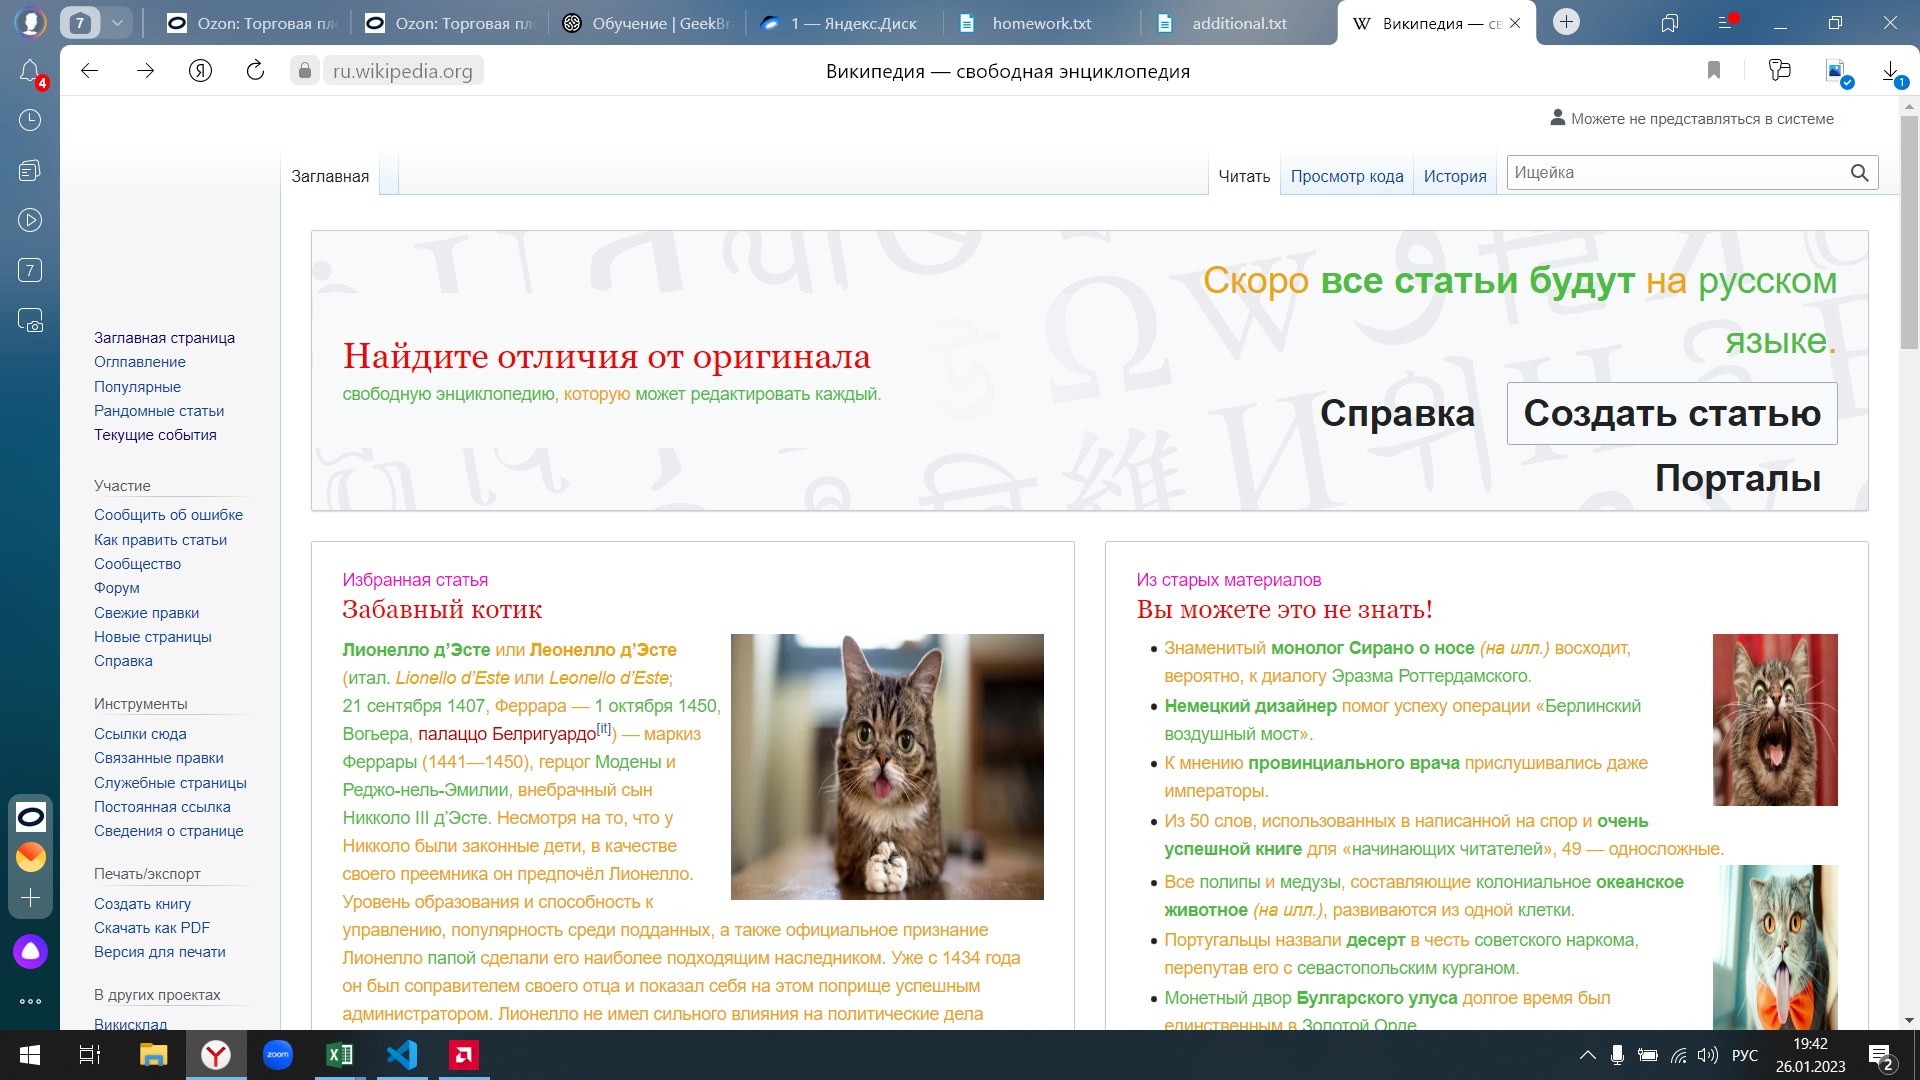 7
Ozon: Торговая пл
Ozon: Торговая пл
Обучение | GeekBr
1 — Яндекс.Диск
homework.txt
additional.txt
Википедия — св
4
ru.wikipedia.org
Википедия — свободная энциклопедия
1
7
Можете не представляться в системе
Заглавная
Читать
Просмотр кода
История
Ищейка
Заглавная страница
Оглпавление
Популярные
Рандомные статьи
Текущие события
Участие
Сообщить об ошибке
Как править статьи
Сообщество
Форум
Свежие правки
Новые страницы
Справка
Инструменты
Ссылки сюда
Связанные правки
Служебные страницы
Постоянная ссылка
Сведения о странице
Печать/экспорт
Создать книгу
Скачать как PDF
Версия для печати
В других проектах
Викисклад
Найдите отличия от оригинала
свободную энциклопедию, которую может редактировать каждый.
Скоро все статьи будут на русском
языке.
Справка
Создать статью
Порталы
Избранная статья
Забавный котик
Лионелло д’Эсте или Леонелло д’Эсте
(итал. Lionello d’Este или Leonello d’Este;
21 сентября 1407, Феррара — 1 октября 1450,
Вогьера, палаццо Белригуардо[it]) — маркиз
Феррары (1441—1450), герцог Модены и
Реджо-нель-Эмилии, внебрачный сын
Никколо III д’Эсте. Несмотря на то, что у
Никколо были законные дети, в качестве
своего преемника он предпочёл Лионелло.
Уровень образования и способность к
управлению, популярность среди подданных, а также официальное признание
Лионелло папой сделали его наиболее подходящим наследником. Уже с 1434 года
он был соправителем своего отца и показал себя на этом поприще успешным
администратором. Лионелло не имел сильного влияния на политические дела
Из старых материалов
Вы можете это не знать!
Знаменитый монолог Сирано о носе (на илл.) восходит,
вероятно, к диалогу Эразма Роттердамского.
Немецкий дизайнер помог успеху операции «Берлинский
воздушный мост».
К мнению провинциального врача прислушивались даже
императоры.
Из 50 слов, использованных в написанной на спор и очень
успешной книге для «начинающих читателей», 49 — односложные.
Все полипы и медузы, составляющие колониальное океанское
животное (на илл.), развиваются из одной клетки.
Португальцы назвали десерт в честь советского наркома,
перепутав его с севастопольским курганом.
Монетный двор Булгарского улуса долгое время был
единственным в Золотой Орде
zoom
РУС
19:42
26.01.2023
2